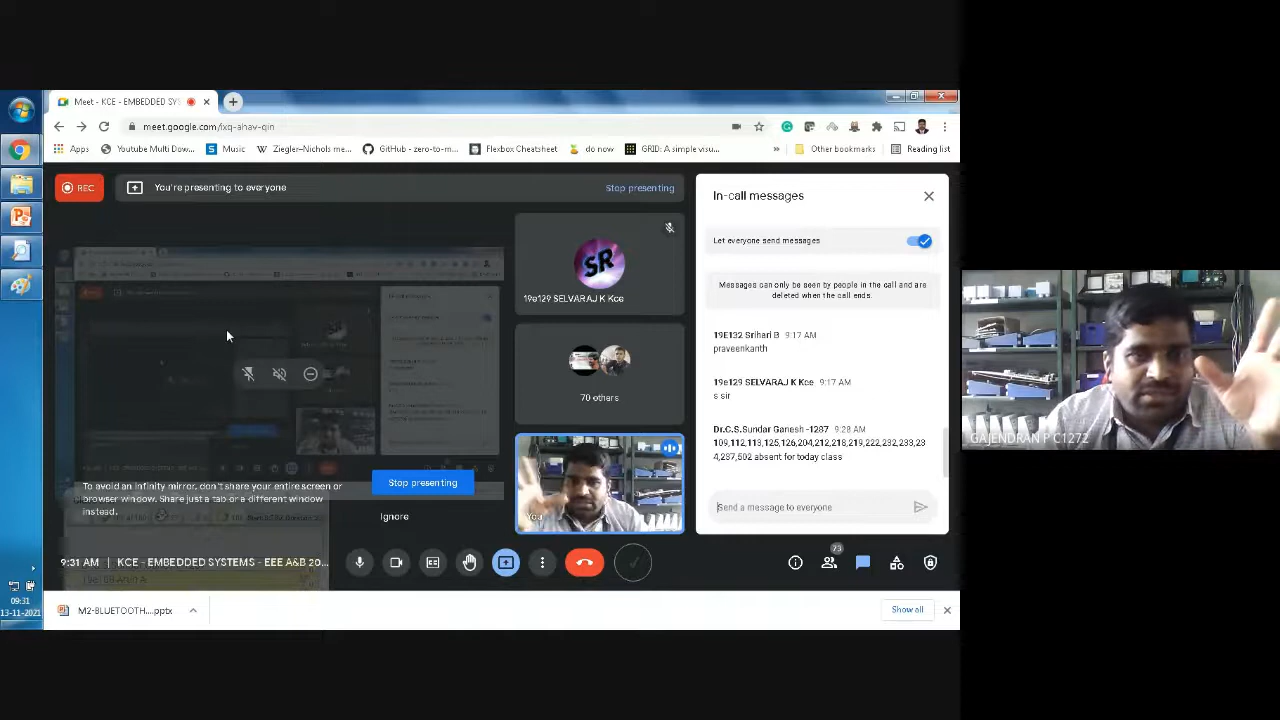 Meet - KCE - EMBEDDED SYS
meet.google.com/ixq-ahav-qin
Apps
Youtube Multi Dow...
Music
Ziegler–Nichols me...
GitHub - zero-to-m...
Flexbox Cheatsheet
do now
GRID: A simple visu...
»
Other bookmarks
Reading list
REC
You're presenting to everyone
Stop presenting
19e129 SELVARAJ K Kce
70 others
You
To avoid an infinity mirror, don't share your entire screen or
browser window. Share just a tab or a different window
instead.
Stop presenting
Ignore
9:31 AM
KCE - EMBEDDED SYSTEMS - EEE A&B 20...
In-call messages
Let everyone send messages
Messages can only be seen by people in the call and are
deleted when the call ends.
19E132 Srihari B 9:17 AM
praveenkanth
19e129 SELVARAJ K Kce 9:17 AM
s sir
Dr.C.S.Sundar Ganesh -1287 9:28 AM
109,112,113,125,126,204,212,218,219,222,232,233,23
4,237,502 absent for today class
Send a message to everyone
73
M2-BLUETOOTH....pptx
Show all
09:31
13-11-2021
GAJENDRAN P C1272
SR